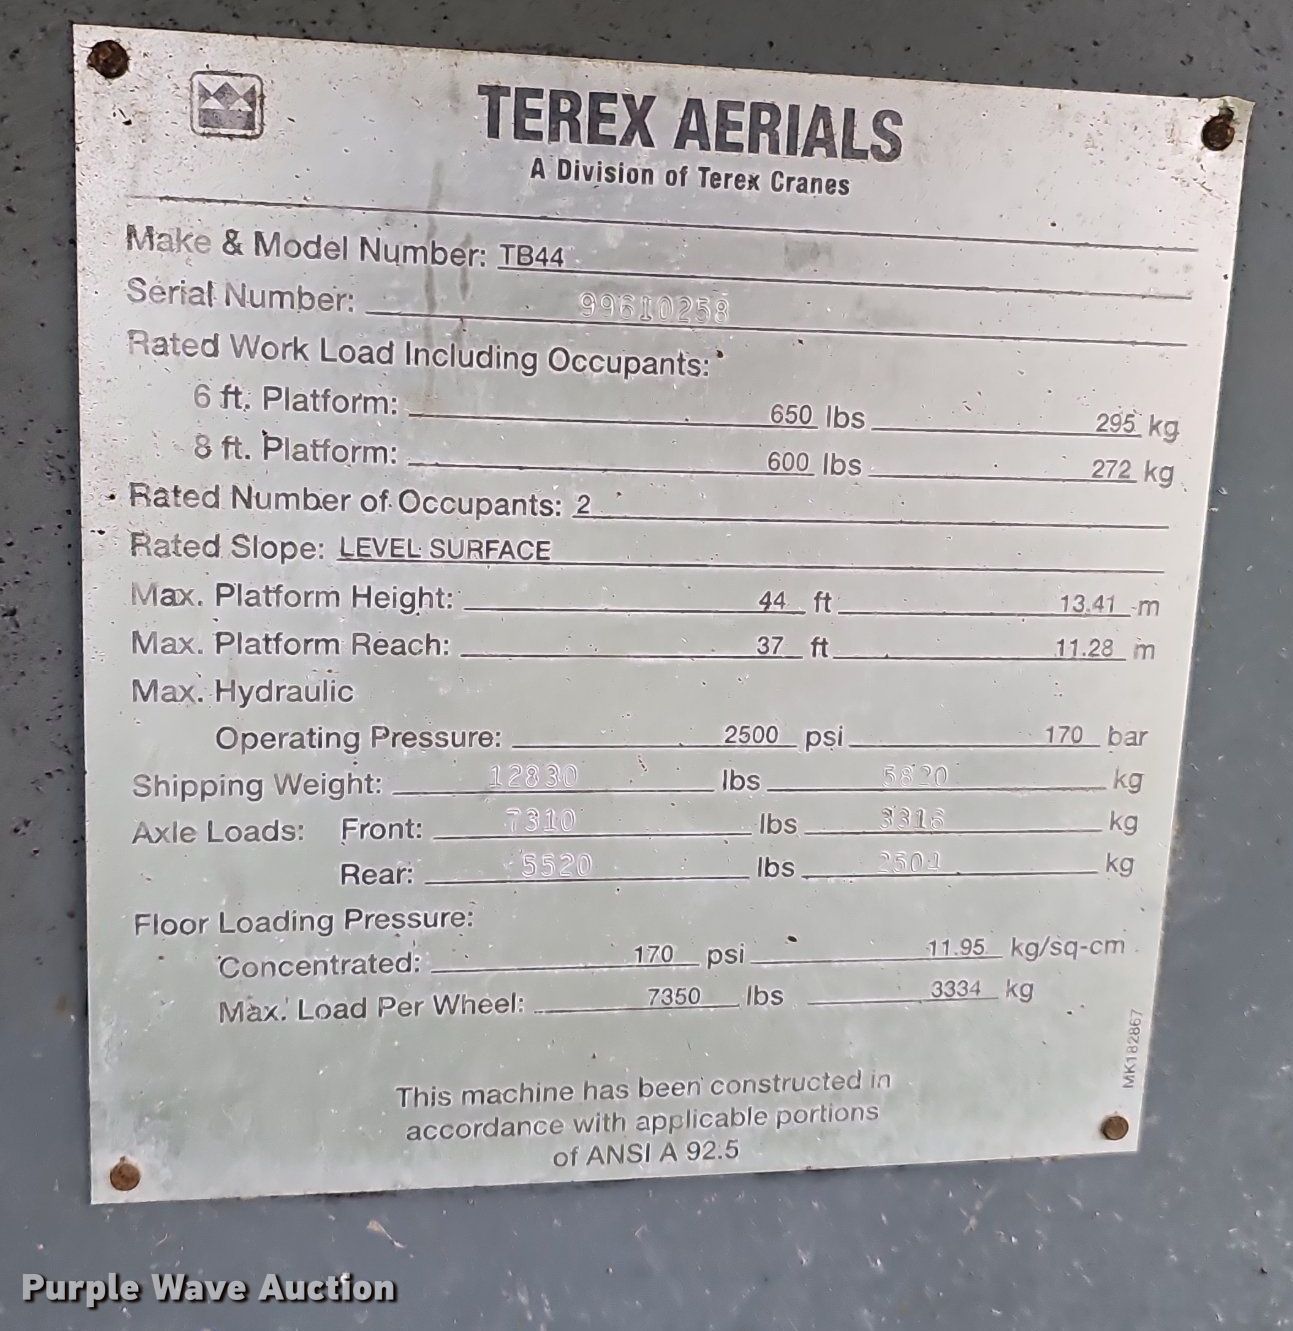 TEREX AERIALS
A Division of Terex Cranes
Make & Model Number: TB44
Serial Number: 99610258
Rated Work Load Including Occupants:
6 ft. Platform: 650 lbs 295 kg
8 ft. Platform: 600 lbs 272 kg
Rated Number of Occupants: 2
Rated Slope: LEVEL SURFACE
Max. Platform Height: 44 ft 13.41 m
Max. Platform Reach: 37 ft 11.28 m
Max. Hydraulic
Operating Pressure: 2500 psi 170 bar
Shipping Weight: 12830 lbs 5820 kg
Axle Loads: Front: 7310 lbs 3316 kg
Rear: 5520 lbs 2504 kg
Floor Loading Pressure:
Concentrated: 170 psi 11.95 kg/sq-cm
Max. Load Per Wheel: 7350 lbs 3334 kg
MK182867
This machine has been constructed in
accordance with applicable portions
of ANSI A 92.5
Purple Wave Auction